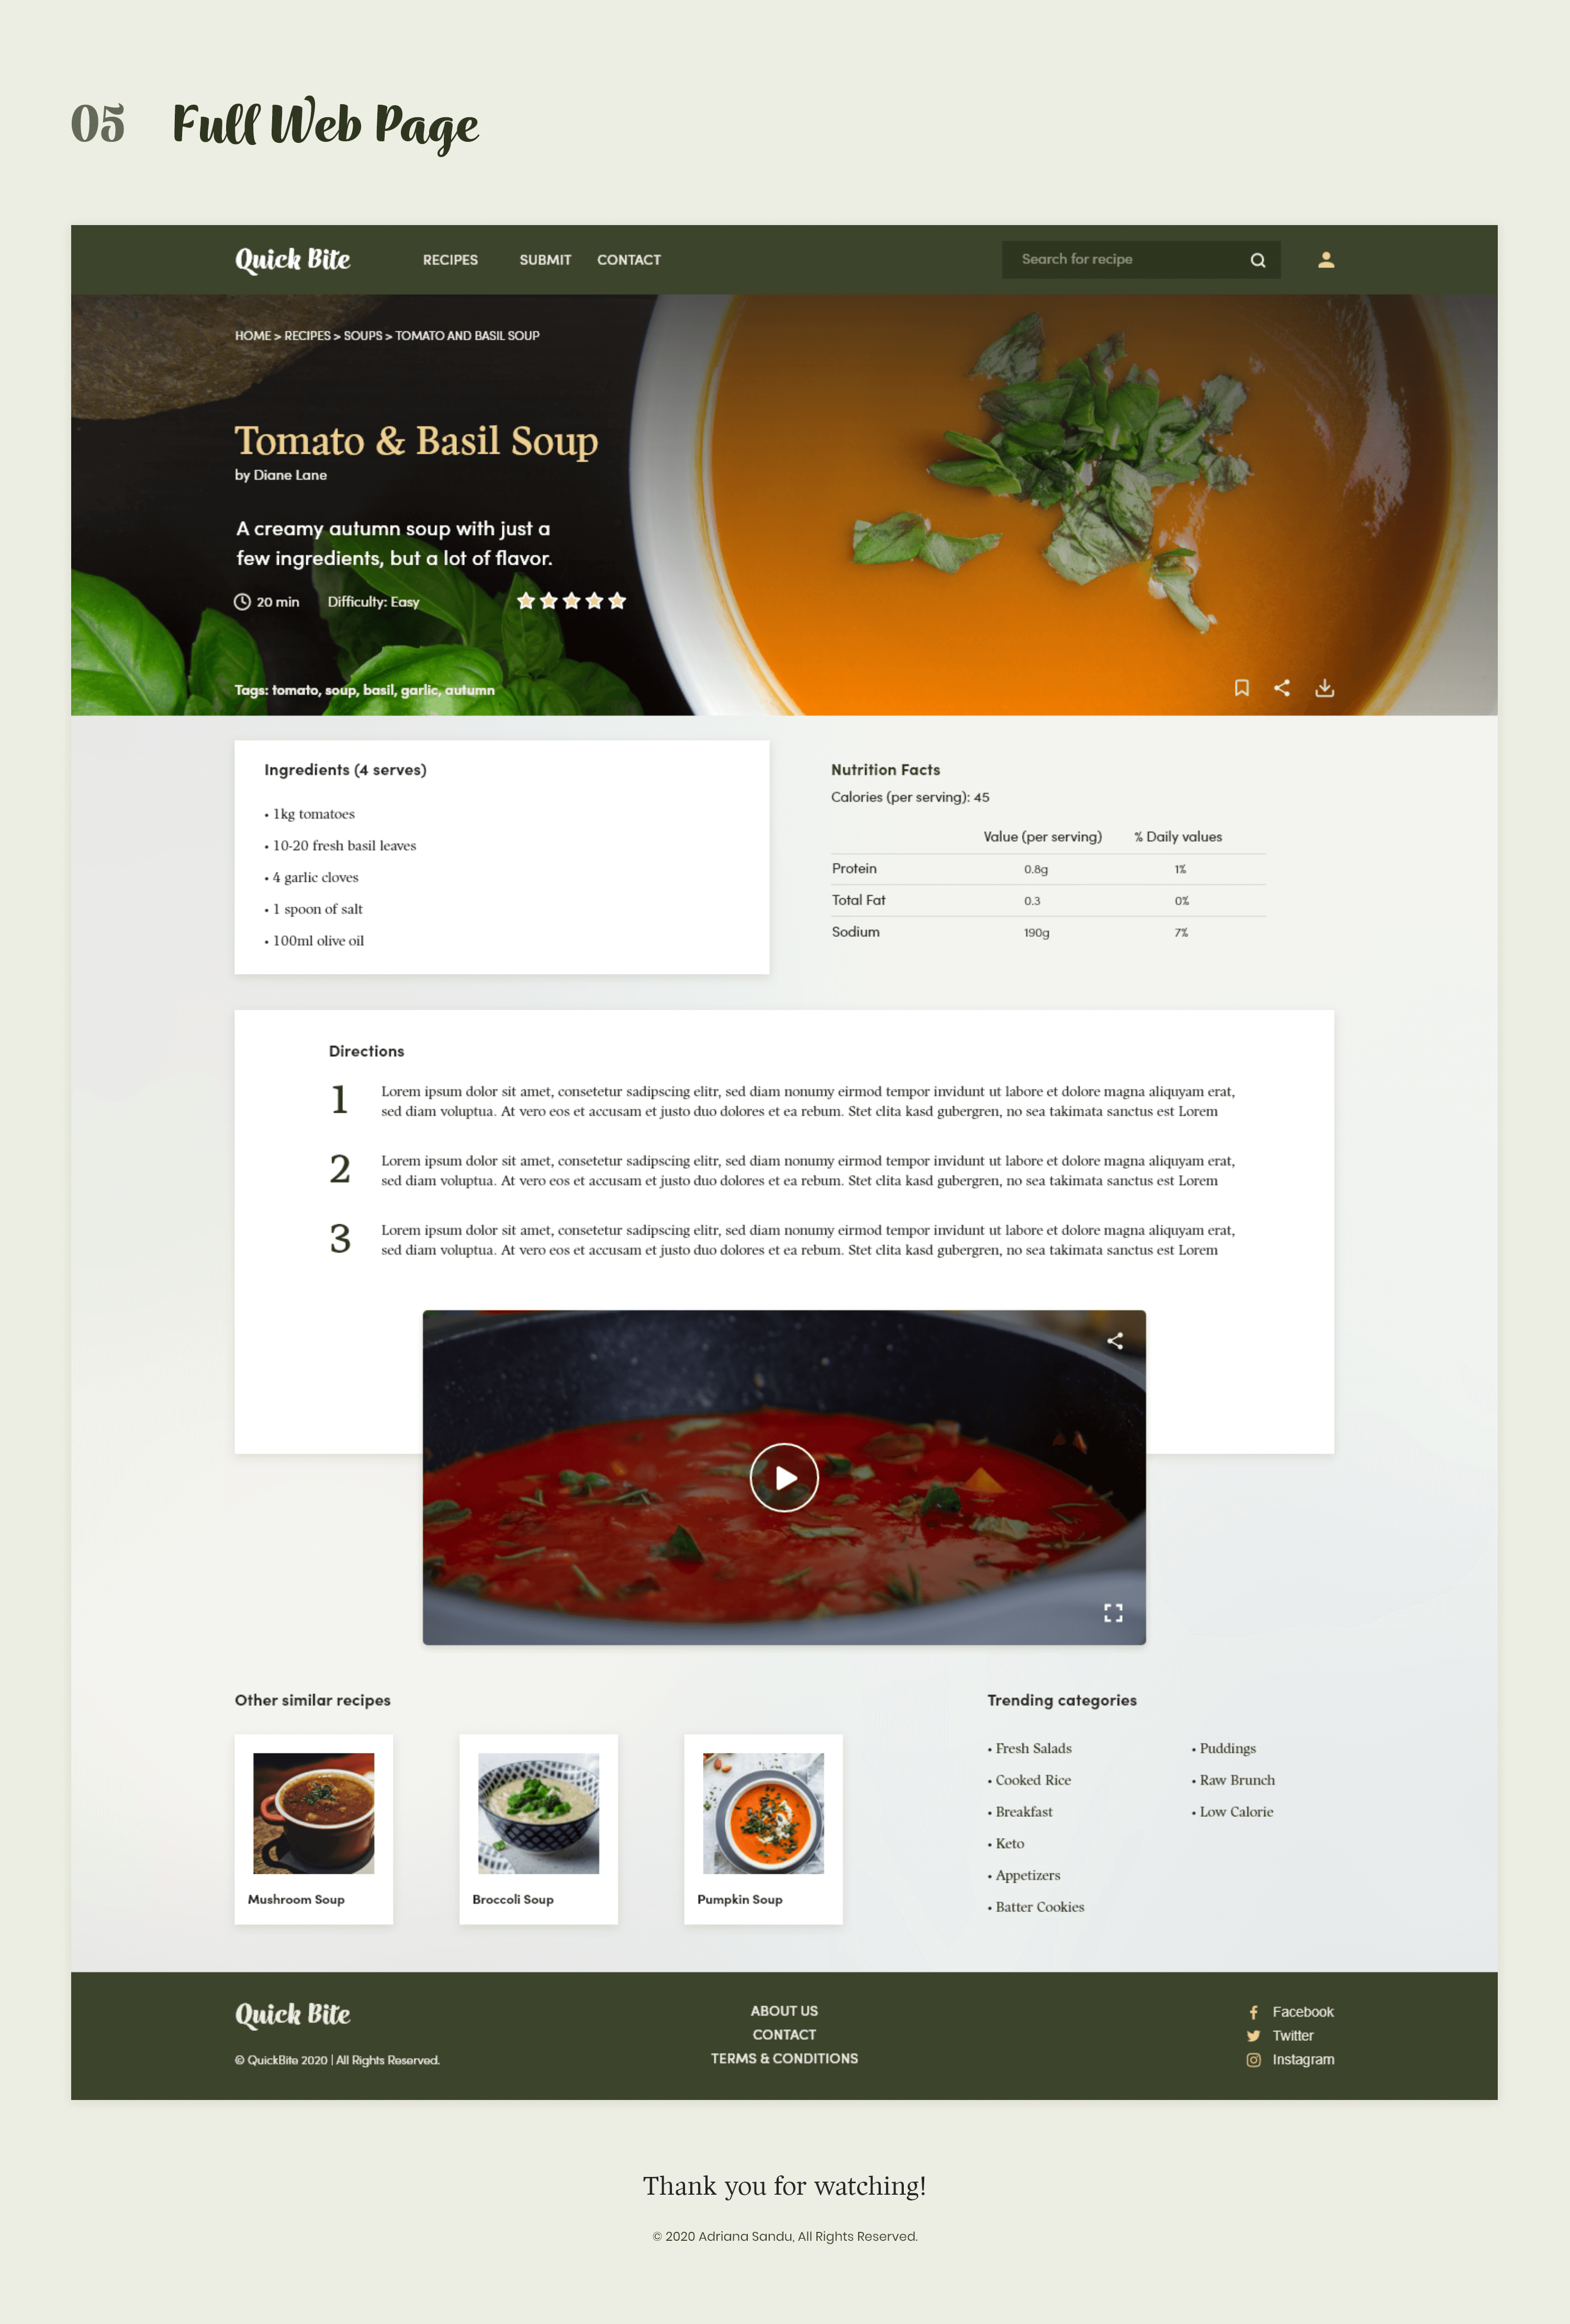 05 Full Web Page
Quick Bite RECIPES SUBMIT CONTACT Search for recipe
HOME > RECIPES > SOUPS > TOMATO AND BASIL SOUP
Tomato & Basil Soup
by Diane Lane
A creamy autumn soup with just a
few ingredients, but a lot of flavor.
20 min Difficulty: Easy
Tags: tomato, soup, basil, garlic, autumn
Ingredients (4 serves)
• 1kg tomatoes
• 10-20 fresh basil leaves
• 4 garlic cloves
• 1 spoon of salt
• 100ml olive oil
Nutrition Facts
Calories (per serving): 45
Value (per serving) % Daily values
Protein 0.8g 1%
Total Fat 0.3 0%
Sodium 190g 7%
Directions
1 Lorem ipsum dolor sit amet, consetetur sadipscing elitr, sed diam nonumy eirmod tempor invidunt ut labore et dolore magna aliquyam erat,
sed diam voluptua. At vero eos et accusam et justo duo dolores et ea rebum. Stet clita kasd gubergren, no sea takimata sanctus est Lorem
2 Lorem ipsum dolor sit amet, consetetur sadipscing elitr, sed diam nonumy eirmod tempor invidunt ut labore et dolore magna aliquyam erat,
sed diam voluptua. At vero eos et accusam et justo duo dolores et ea rebum. Stet clita kasd gubergren, no sea takimata sanctus est Lorem
3 Lorem ipsum dolor sit amet, consetetur sadipscing elitr, sed diam nonumy eirmod tempor invidunt ut labore et dolore magna aliquyam erat,
sed diam voluptua. At vero eos et accusam et justo duo dolores et ea rebum. Stet clita kasd gubergren, no sea takimata sanctus est Lorem
Other similar recipes
Mushroom Soup
Broccoli Soup
Pumpkin Soup
Trending categories
• Fresh Salads
• Cooked Rice
• Breakfast
• Keto
• Appetizers
• Batter Cookies
• Puddings
• Raw Brunch
• Low Calorie
Quick Bite
© QuickBite 2020 | All Rights Reserved.
ABOUT US
CONTACT
TERMS & CONDITIONS
Facebook
Twitter
Instagram
Thank you for watching!
© 2020 Adriana Sandu, All Rights Reserved.